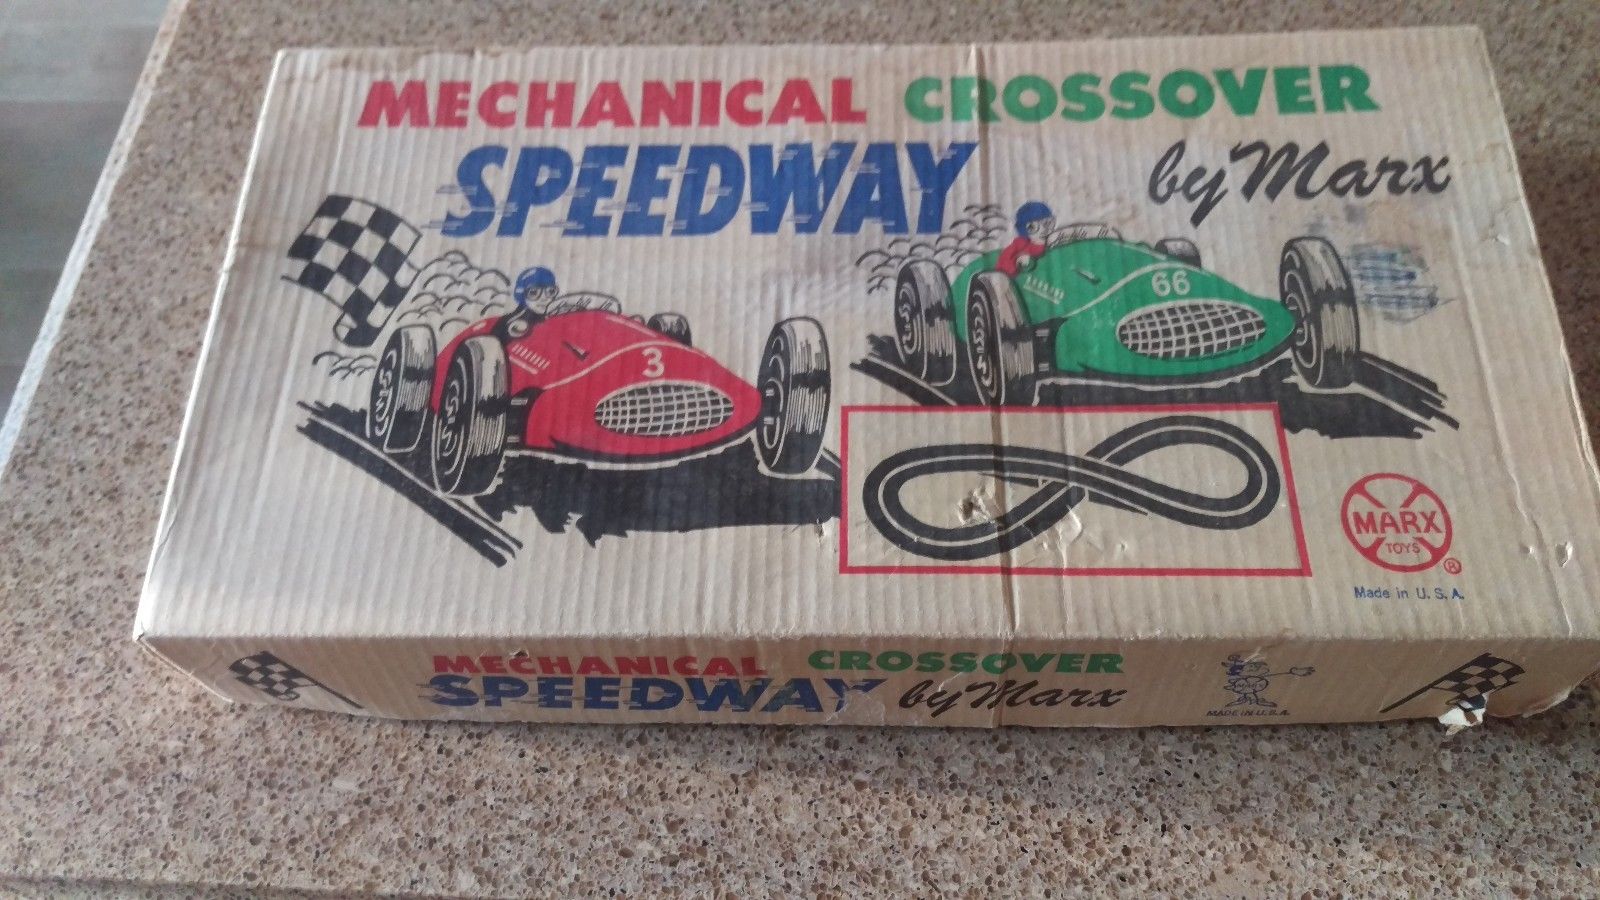 MECHANICAL CROSSOVER
SPEEDWAY
by Marx
3
66
MARX
TOYS
®
Made in U.S.A.
MECHANICAL CROSSOVER
SPEEDWAY by Marx
MADE IN U.S.A.